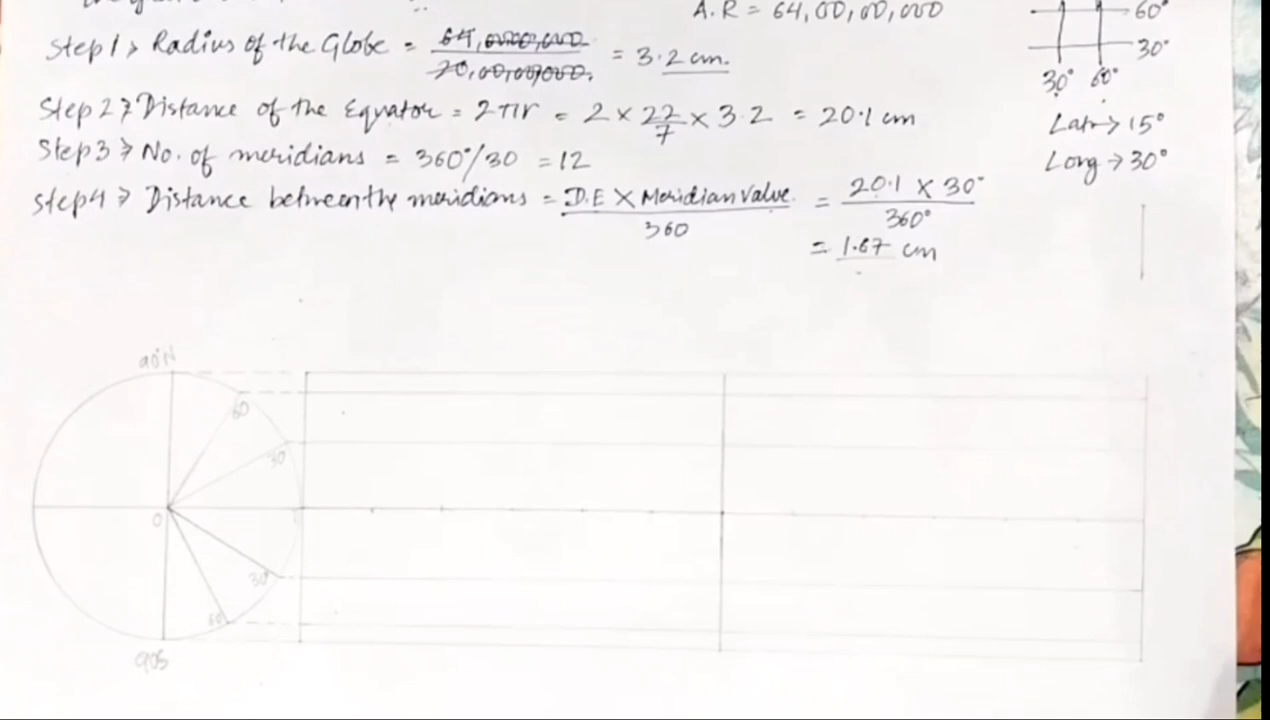 A.R = 64,00,00,000
60°
Step 1 > Radius of the Globe = 64,0000,000 / 20,00,00,000. = 3.2 cm.
30°
30° 60°
Step 2 > Distance of the Equator = 2πr = 2 × 22/7 × 3.2 = 20.1 cm
Lat → 15°
Step 3 > No. of meridians = 360°/30 = 12
Long → 30°
Step 4 > Distance between the meridians = D.E × Meridian Value / 360 = 20.1 × 30° / 360°
= 1.67 cm
90°N
60
30
0
30
60
90S